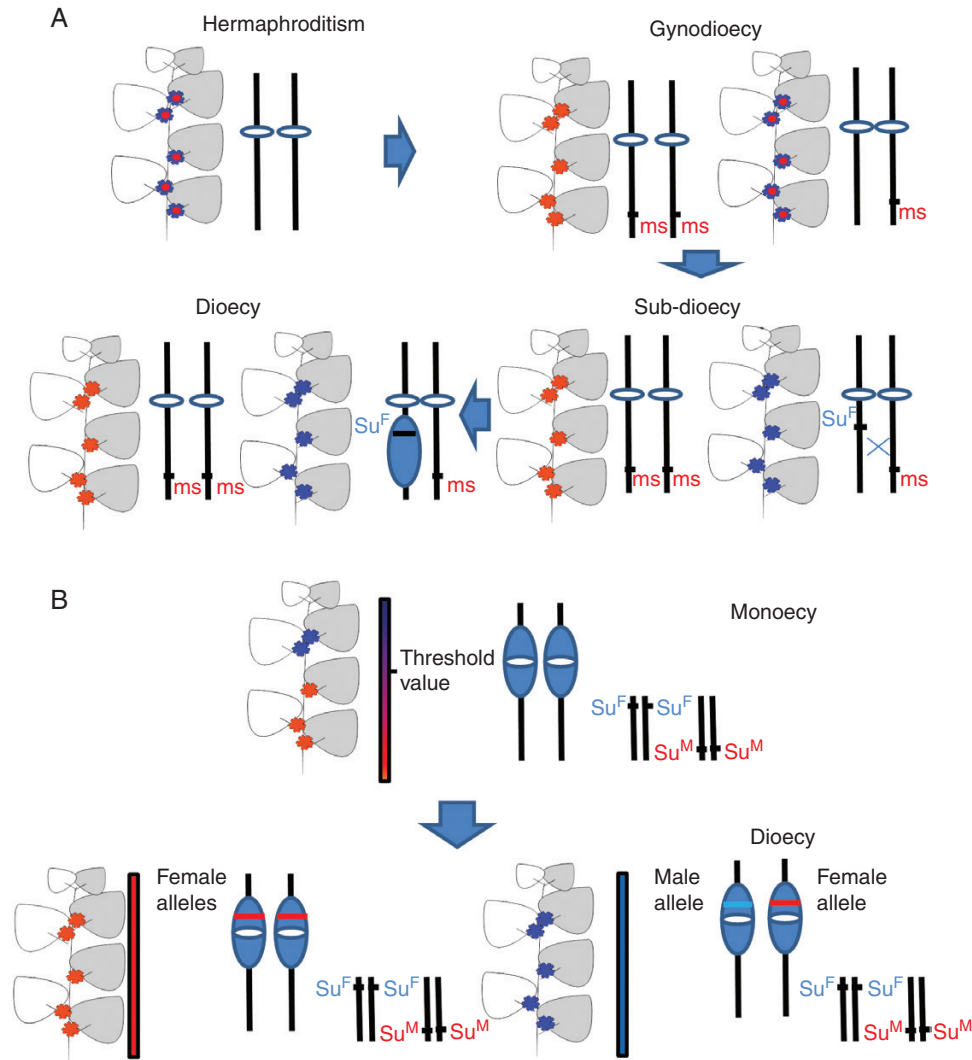 A
Hermaphroditism
Gynodioecy
ms ms
ms
Dioecy
Sub-dioecy
Su^F
ms ms
ms
Su^F
ms ms
ms
B
Monoecy
Threshold
value
Su^F Su^F
Su^M Su^M
Dioecy
Female
alleles
Male
allele
Female
allele
Su^F Su^F
Su^M Su^M
Su^F Su^F
Su^M Su^M